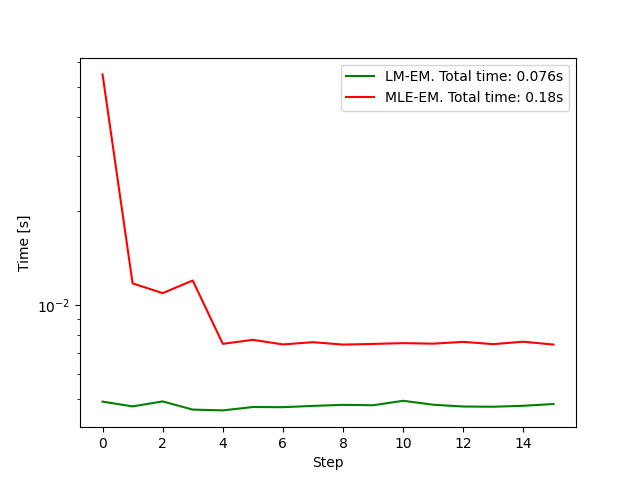 LM-EM. Total time: 0.076s
MLE-EM. Total time: 0.18s
Time [s]
10⁻²
0 2 4 6 8 10 12 14
Step